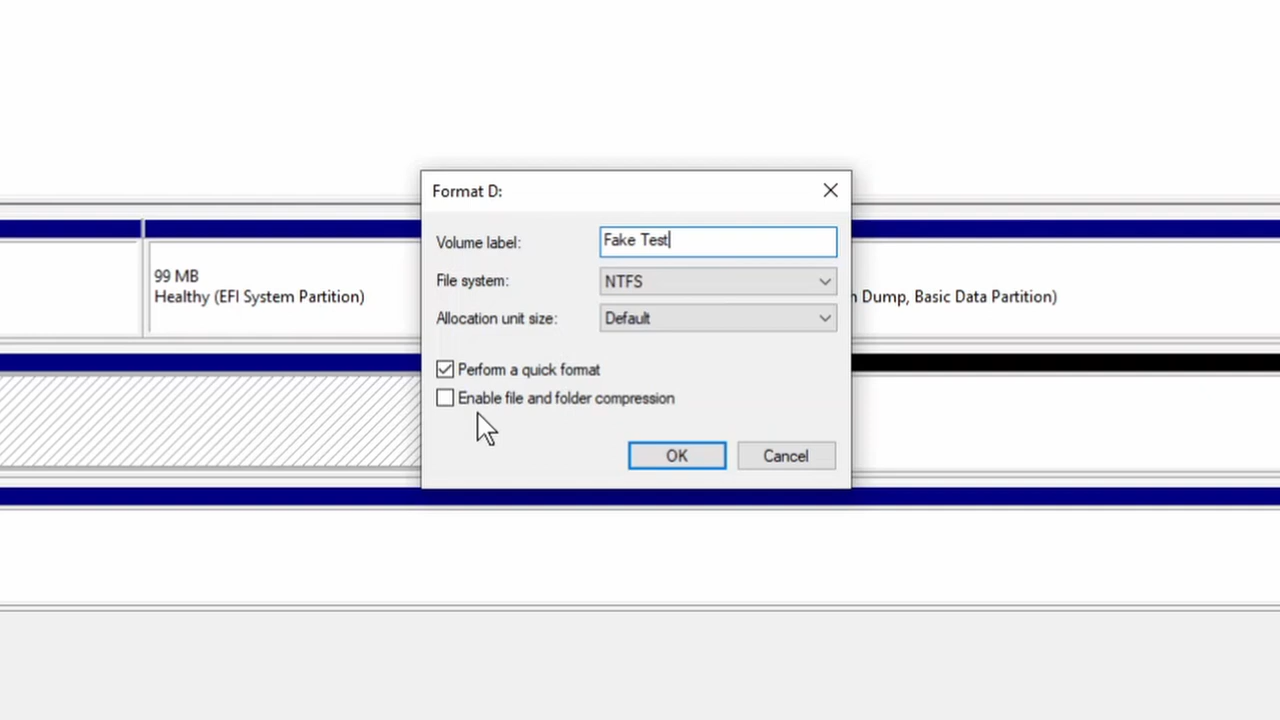 Format D:
Volume label:
Fake Test
99 MB
Healthy (EFI System Partition)
File system:
NTFS
Dump, Basic Data Partition)
Allocation unit size:
Default
Perform a quick format
Enable file and folder compression
OK
Cancel